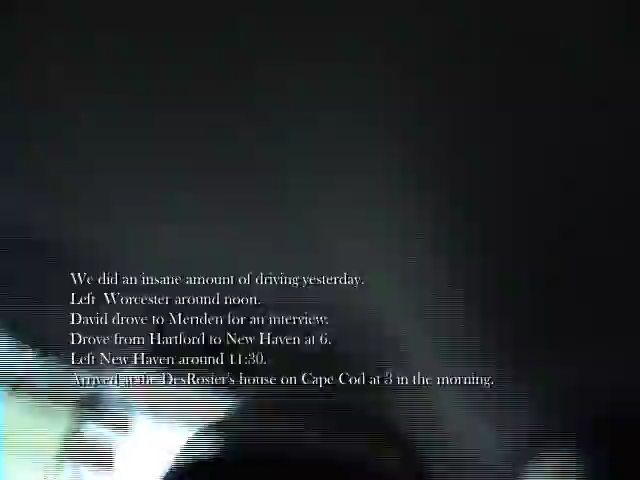 We did an insane amount of driving yesterday.
Left Worcester around noon.
David drove to Meriden for an interview.
Drove from Hartford to New Haven at 6.
Left New Haven around 11:30.
Arrived at the DesRosier's house on Cape Cod at 3 in the morning.